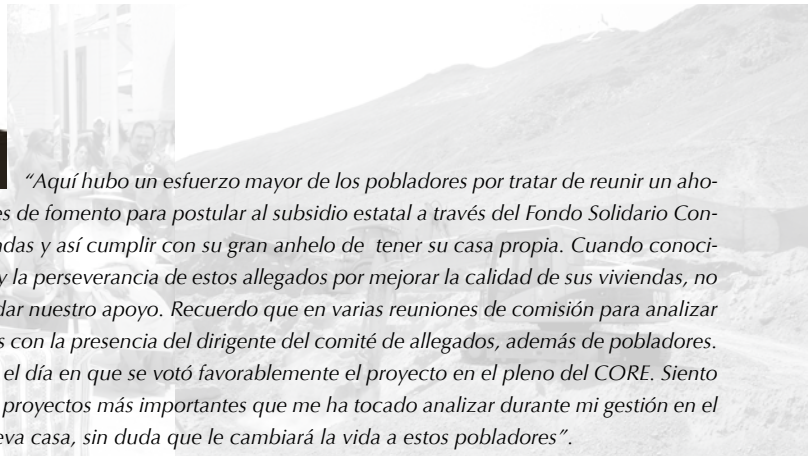 “Aquí hubo un esfuerzo mayor de los pobladores por tratar de reunir un aho-
de fomento para postular al subsidio estatal a través del Fondo Solidario Con-
y así cumplir con su gran anhelo de tener su casa propia. Cuando conoci-
y la perseverancia de estos allegados por mejorar la calidad de sus viviendas, no
dar nuestro apoyo. Recuerdo que en varias reuniones de comisión para analizar
con la presencia del dirigente del comité de allegados, además de pobladores.
el día en que se votó favorablemente el proyecto en el pleno del CORE. Siento
proyectos más importantes que me ha tocado analizar durante mi gestión en el
casa, sin duda que le cambiará la vida a estos pobladores”.